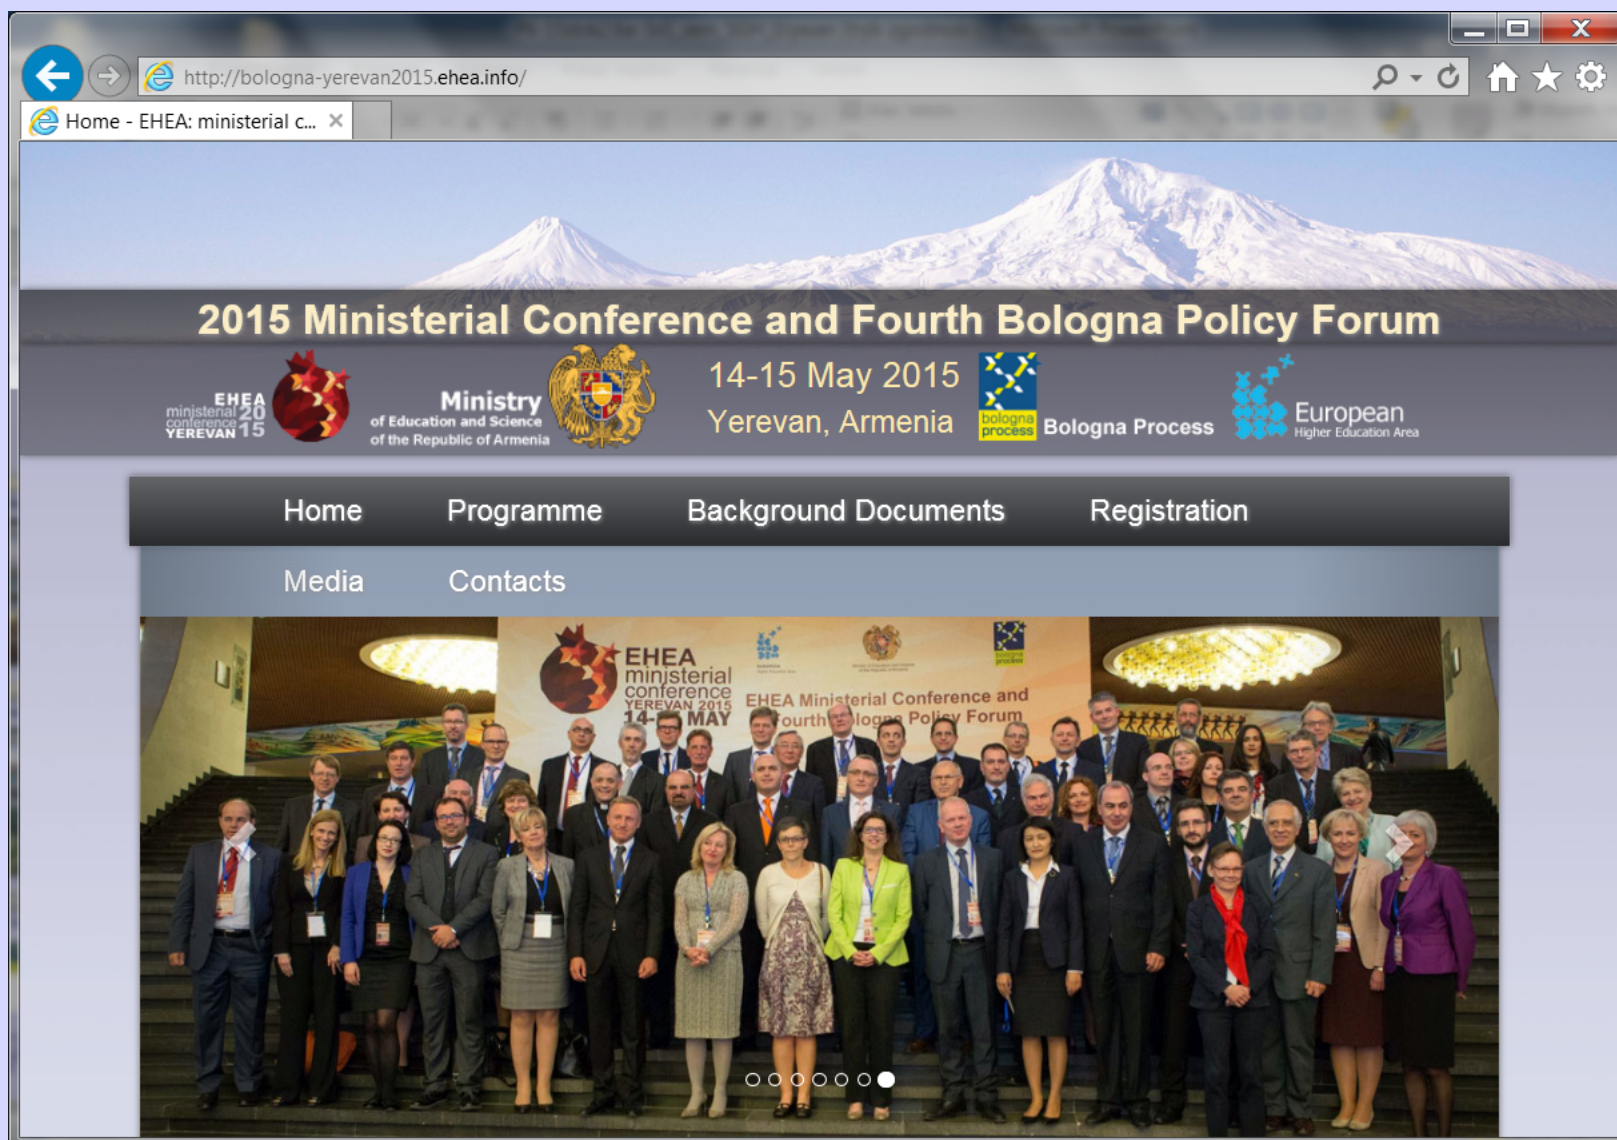 http://bologna-yerevan2015.ehea.info/
Home - EHEA: ministerial c...
2015 Ministerial Conference and Fourth Bologna Policy Forum
EHEA
ministerial 20
conference
YEREVAN 15
Ministry
of Education and Science
of the Republic of Armenia
14-15 May 2015
Yerevan, Armenia
bologna
process
Bologna Process
European
Higher Education Area
Home Programme Background Documents Registration
Media Contacts
EHEA
ministerial
conference
YEREVAN 2015
MAY
EHEA Ministerial Conference and
Fourth Bologna Policy Forum
bologna
process